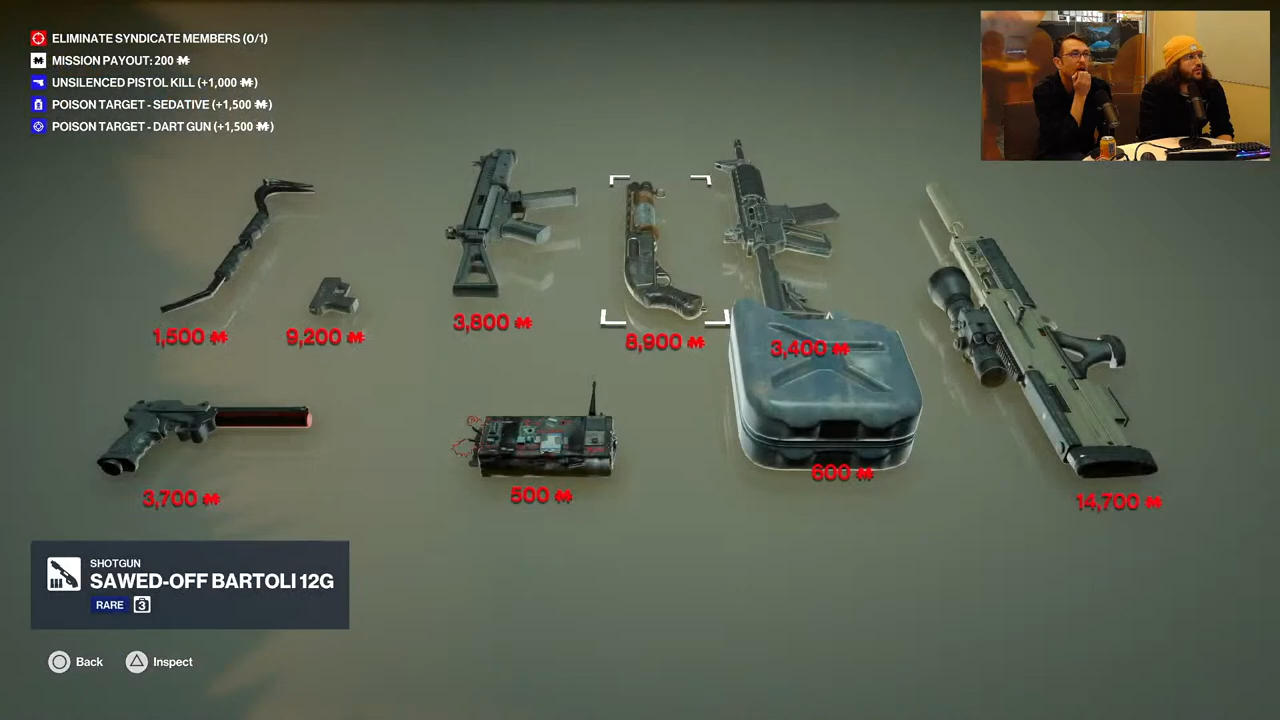 ELIMINATE SYNDICATE MEMBERS (0/1)
MISSION PAYOUT: 200
UNSILENCED PISTOL KILL (+1,000)
POISON TARGET - SEDATIVE (+1,500)
POISON TARGET - DART GUN (+1,500)
1,500
9,200
3,800
8,900
3,400
3,700
500
600
14,700
SHOTGUN
SAWED-OFF BARTOLI 12G
RARE 3
Back Inspect